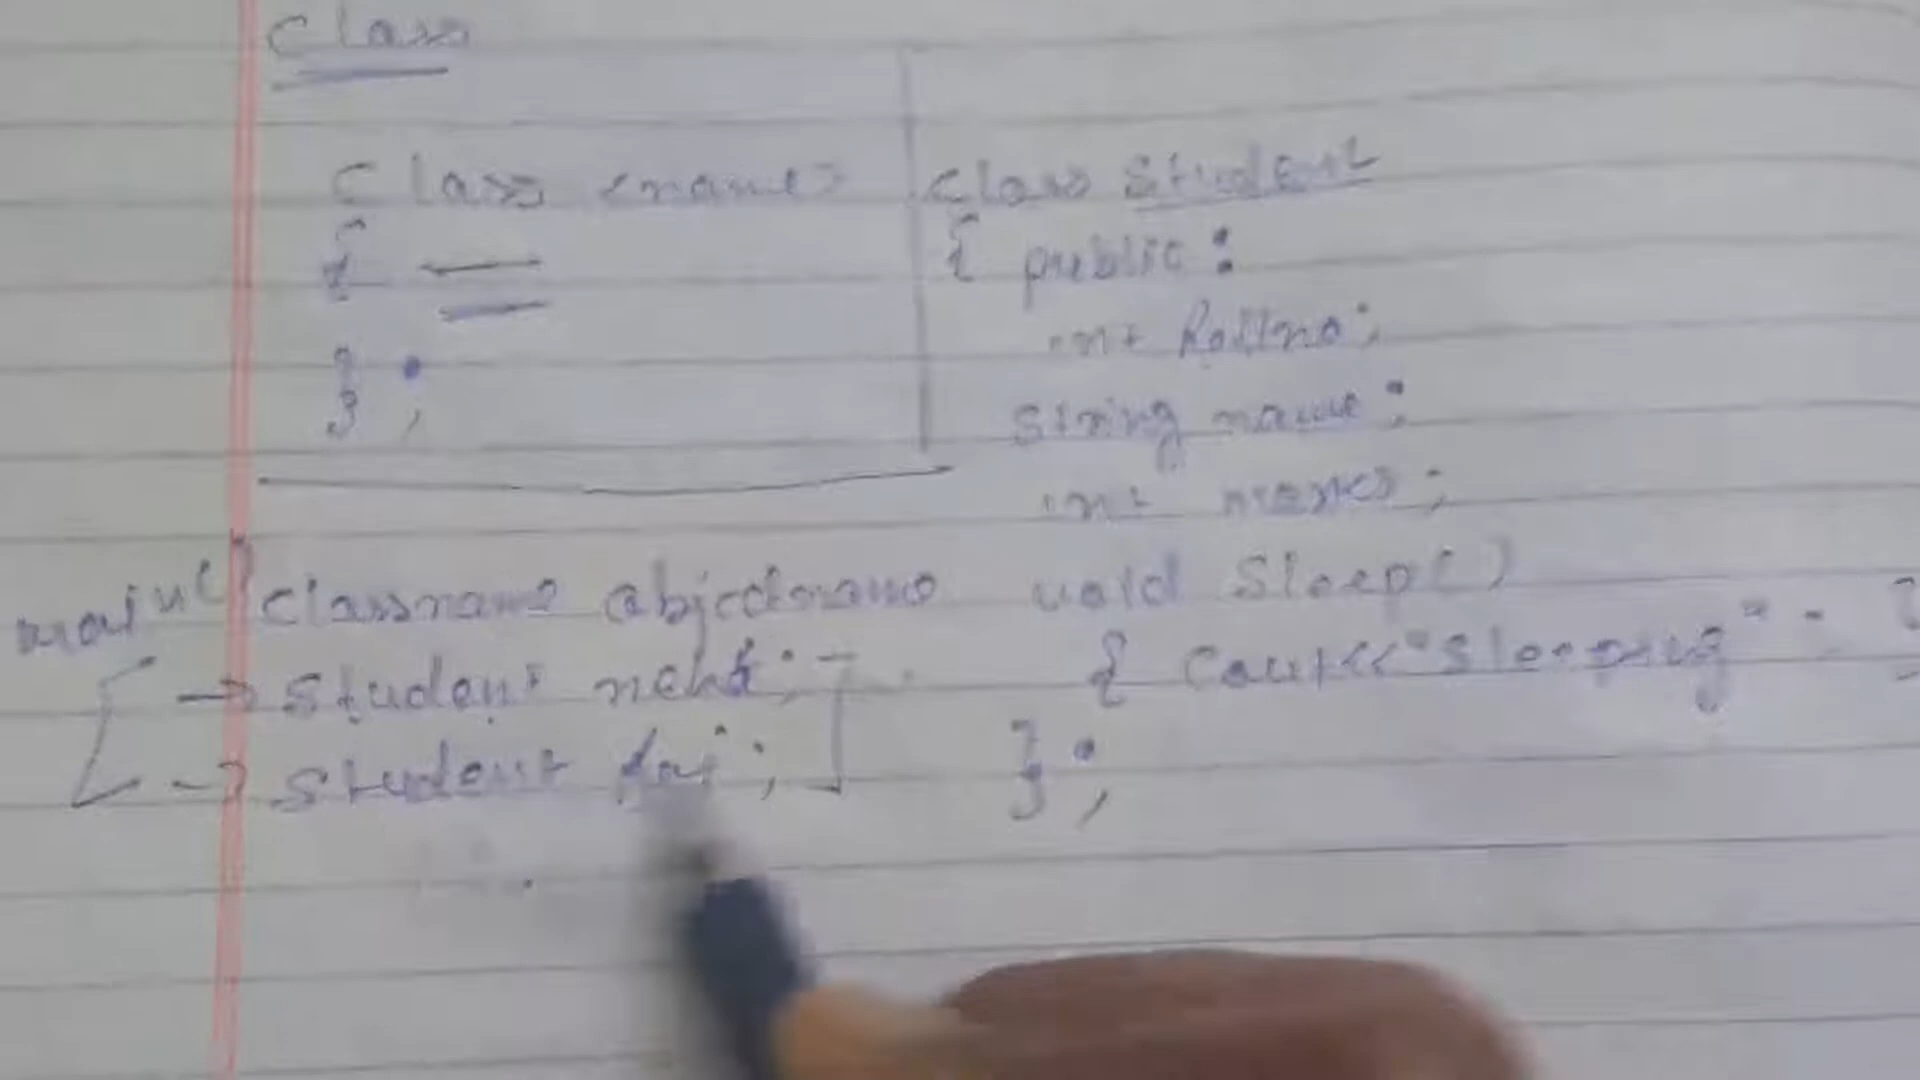 Class
Class <name>
{
} ;
class Student
{ public :
int Rollno ;
string name ;
int marks ;
void Sleep( )
{ Cout<<"Sleeping" ; }
} ;
main()
classname objectname
Student
Student